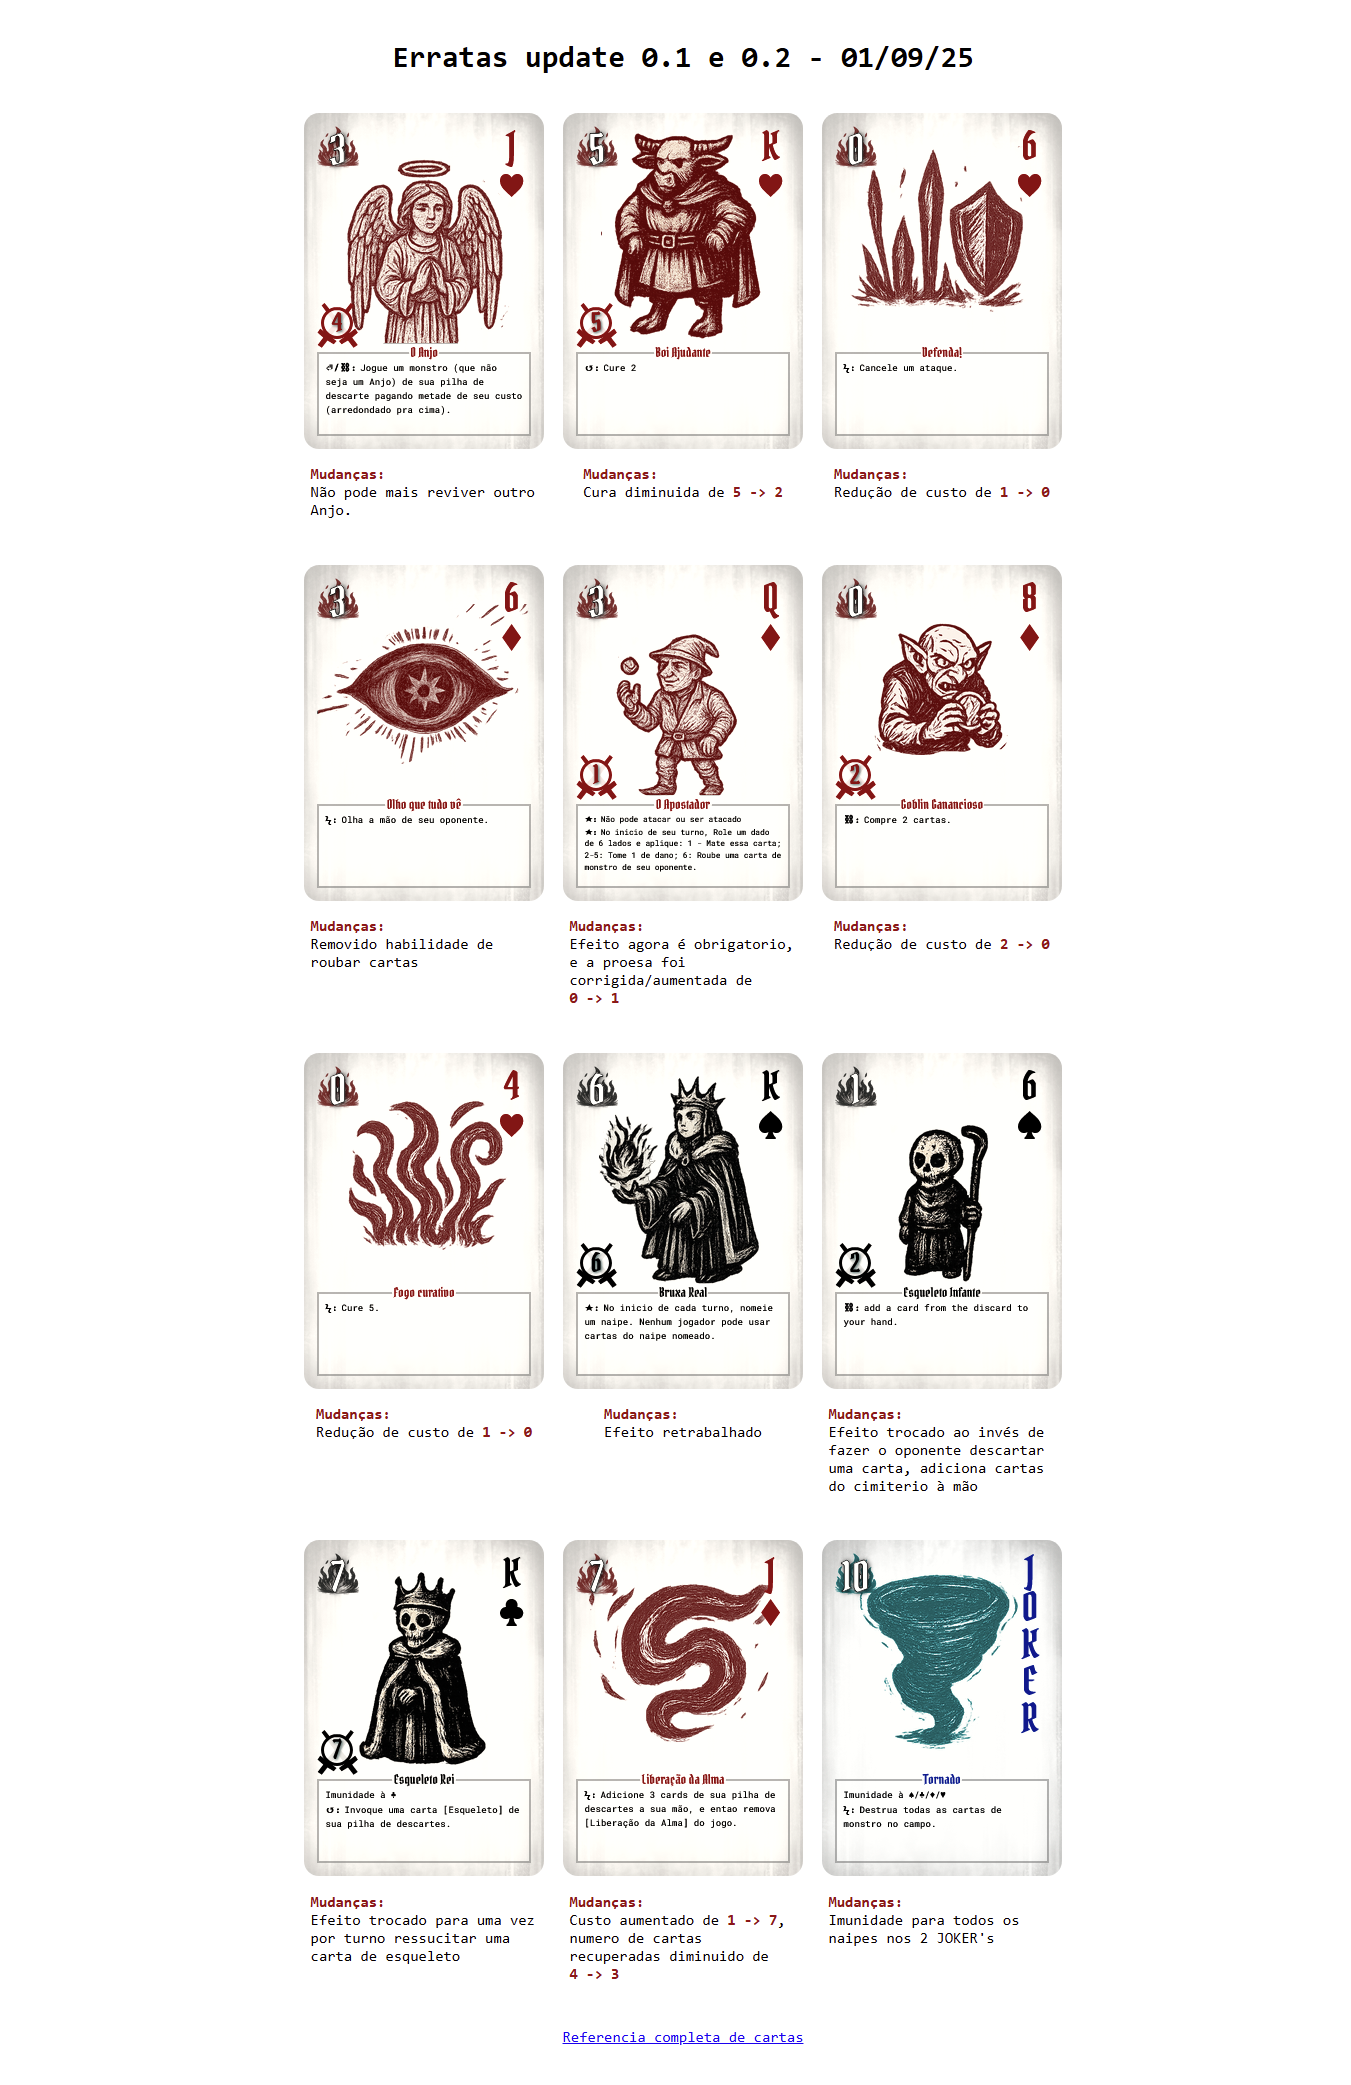 Erratas update 0.1 e 0.2 - 01/09/25
3
J
4
O Anjo
/ : Jogue um monstro (que não
seja um Anjo) de sua pilha de
descarte pagando metade de seu custo
(arredondado pra cima).
Mudanças:
Não pode mais reviver outro
Anjo.
5
K
5
Boi Ajudante
: Cure 2
Mudanças:
Cura diminuida de 5 -> 2
0
6
Defenda!
: Cancele um ataque.
Mudanças:
Redução de custo de 1 -> 0
3
6
Olho que tudo vê
: Olha a mão de seu oponente.
Mudanças:
Removido habilidade de
roubar cartas
3
Q
1
O Apostador
★: Não pode atacar ou ser atacado
★: No inicio de seu turno, Role um dado
de 6 lados e aplique: 1 - Mate essa carta;
2-5: Tome 1 de dano; 6: Roube uma carta de
monstro de seu oponente.
Mudanças:
Efeito agora é obrigatorio,
e a proesa foi
corrigida/aumentada de
0 -> 1
0
8
2
Goblin Ganancioso
: Compre 2 cartas.
Mudanças:
Redução de custo de 2 -> 0
0
4
Fogo curativo
: Cure 5.
Mudanças:
Redução de custo de 1 -> 0
6
K
6
Bruxa Real
★: No inicio de cada turno, nomeie
um naipe. Nenhum jogador pode usar
cartas do naipe nomeado.
Mudanças:
Efeito retrabalhado
1
6
2
Esqueleto Infante
: add a card from the discard to
your hand.
Mudanças:
Efeito trocado ao invés de
fazer o oponente descartar
uma carta, adiciona cartas
do cimiterio à mão
7
K
7
Esqueleto Rei
Imunidade à ♣
↺: Invoque uma carta [Esqueleto] de
sua pilha de descartes.
Mudanças:
Efeito trocado para uma vez
por turno ressucitar uma
carta de esqueleto
7
J
Liberação da Alma
: Adicione 3 cards de sua pilha de
descartes a sua mão, e entao remova
[Liberação da Alma] do jogo.
Mudanças:
Custo aumentado de 1 -> 7,
numero de cartas
recuperadas diminuido de
4 -> 3
10
JOKER
Tornado
Imunidade à ♠/♣/♦/♥
: Destrua todas as cartas de
monstro no campo.
Mudanças:
Imunidade para todos os
naipes nos 2 JOKER's
Referencia completa de cartas